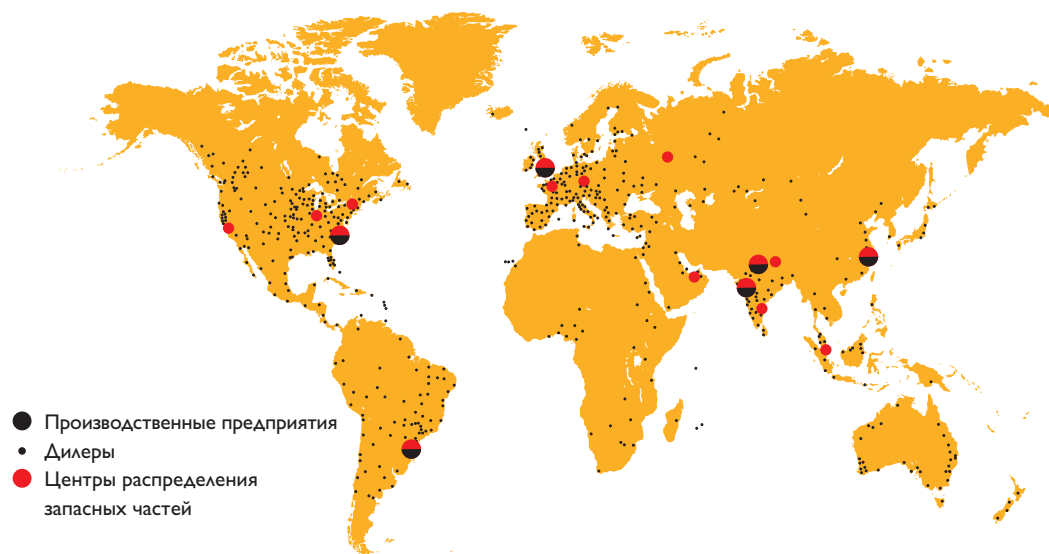 Производственные предприятия
Дилеры
Центры распределения
запасных частей